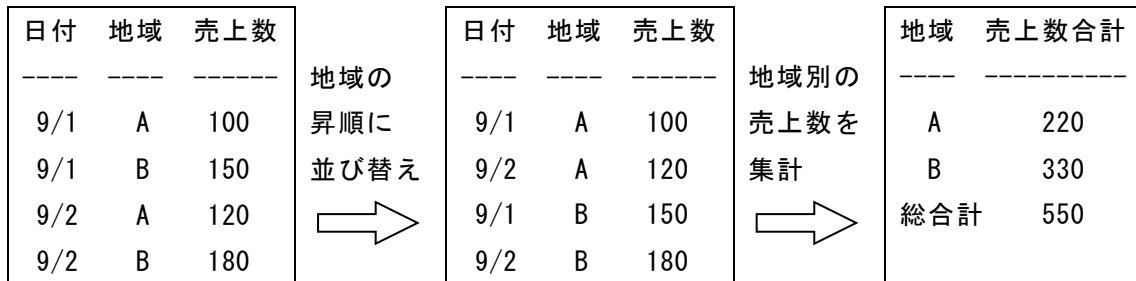 日付 地域 売上数
---- ---- ------
9/1 A 100
9/1 B 150
9/2 A 120
9/2 B 180
地域の
昇順に
並び替え
日付 地域 売上数
---- ---- ------
9/1 A 100
9/2 A 120
9/1 B 150
9/2 B 180
地域別の
売上数を
集計
地域 売上数合計
---- ----------
A 220
B 330
総合計 550